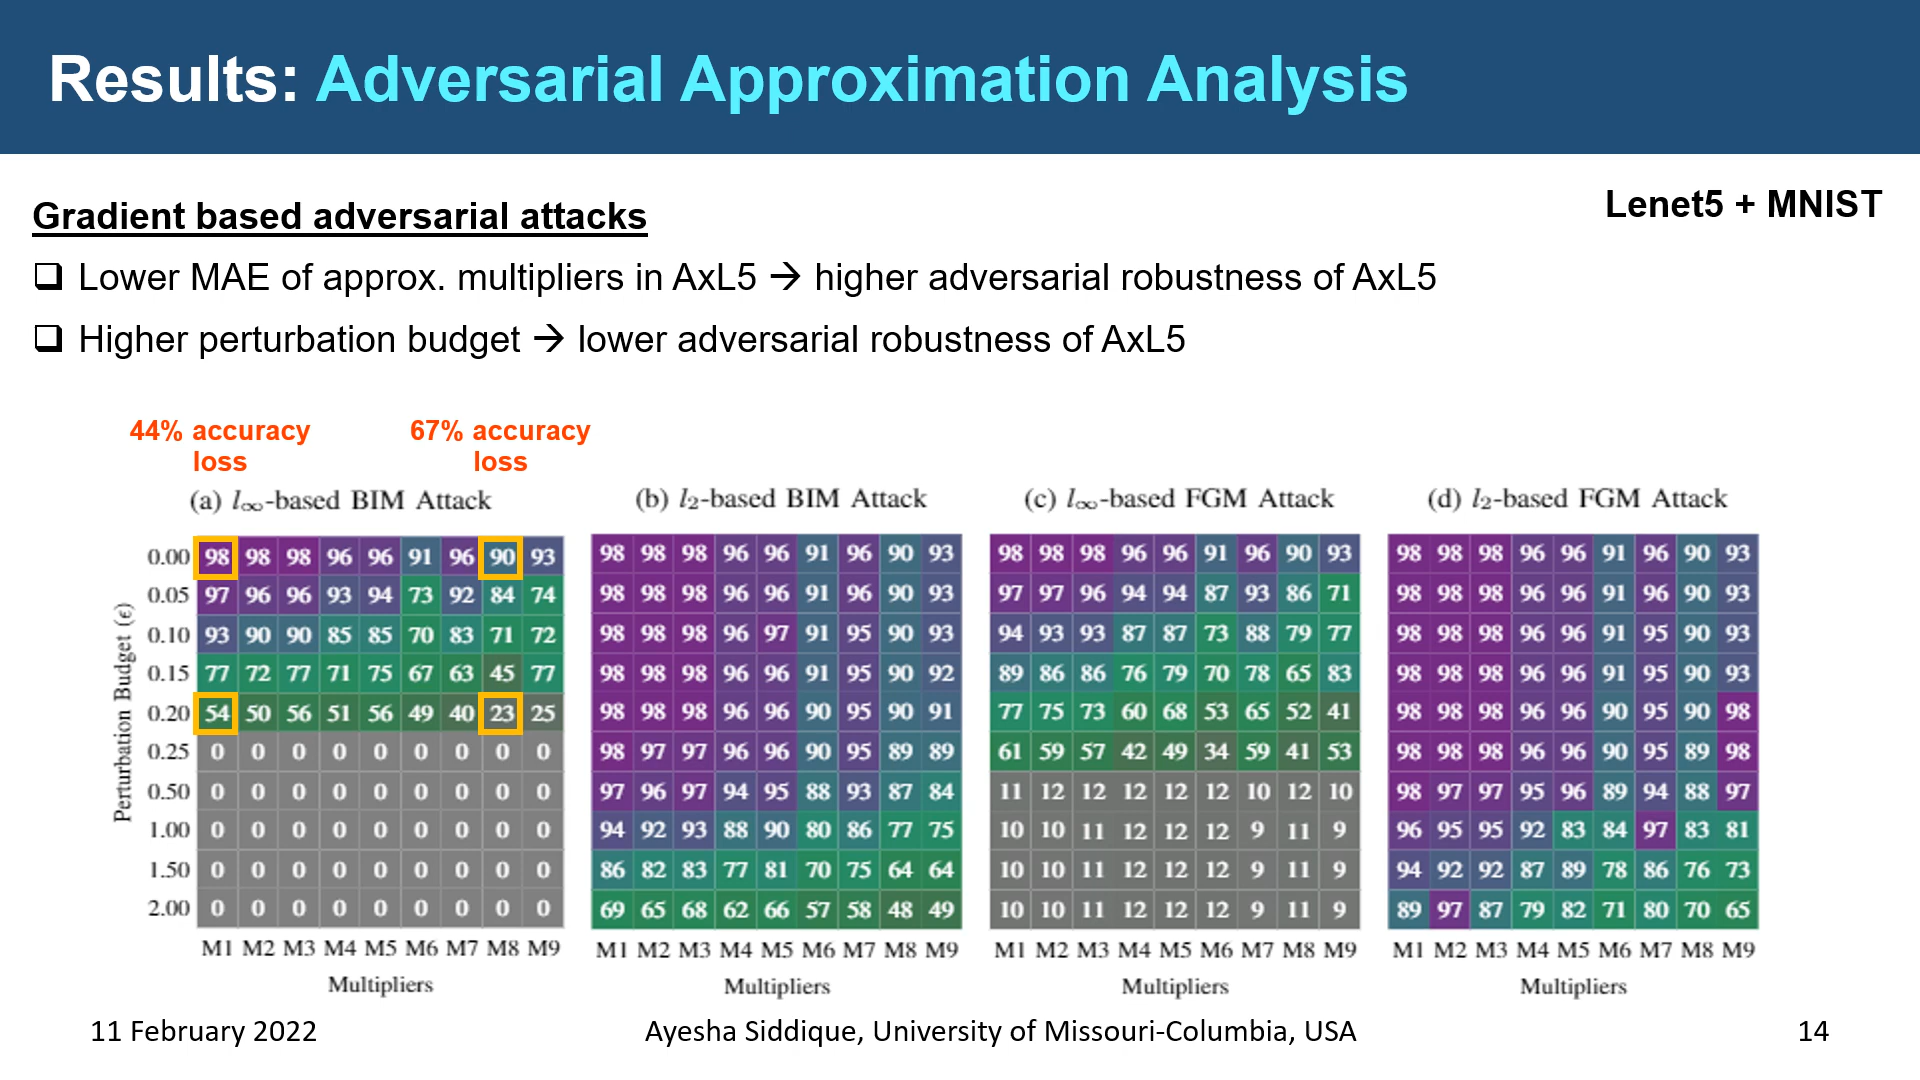 Results: Adversarial Approximation Analysis
Gradient based adversarial attacks
Lenet5 + MNIST
Lower MAE of approx. multipliers in AxL5 → higher adversarial robustness of AxL5
Higher perturbation budget → lower adversarial robustness of AxL5
44% accuracy
loss
67% accuracy
loss
(a) l∞-based BIM Attack
Perturbation Budget (ϵ)
0.00 98 98 98 96 96 91 96 90 93
0.05 97 96 96 93 94 73 92 84 74
0.10 93 90 90 85 85 70 83 71 72
0.15 77 72 77 71 75 67 63 45 77
0.20 54 50 56 51 56 49 40 23 25
0.25 0 0 0 0 0 0 0 0 0
0.50 0 0 0 0 0 0 0 0 0
1.00 0 0 0 0 0 0 0 0 0
1.50 0 0 0 0 0 0 0 0 0
2.00 0 0 0 0 0 0 0 0 0
M1 M2 M3 M4 M5 M6 M7 M8 M9
Multipliers
(b) l2-based BIM Attack
98 98 98 96 96 91 96 90 93
98 98 98 96 96 91 96 90 93
98 98 98 96 97 91 95 90 93
98 98 98 96 96 91 95 90 92
98 98 98 96 96 90 95 90 91
98 97 97 96 96 90 95 89 89
97 96 97 94 95 88 93 87 84
94 92 93 88 90 80 86 77 75
86 82 83 77 81 70 75 64 64
69 65 68 62 66 57 58 48 49
M1 M2 M3 M4 M5 M6 M7 M8 M9
Multipliers
(c) l∞-based FGM Attack
98 98 98 96 96 91 96 90 93
97 97 96 94 94 87 93 86 71
94 93 93 87 87 73 88 79 77
89 86 86 76 79 70 78 65 83
77 75 73 60 68 53 65 52 41
61 59 57 42 49 34 59 41 53
11 12 12 12 12 12 10 12 10
10 10 11 12 12 12 9 11 9
10 10 11 12 12 12 9 11 9
10 10 11 12 12 12 9 11 9
M1 M2 M3 M4 M5 M6 M7 M8 M9
Multipliers
(d) l2-based FGM Attack
98 98 98 96 96 91 96 90 93
98 98 98 96 96 91 96 90 93
98 98 98 96 96 91 95 90 93
98 98 98 96 96 91 95 90 93
98 98 98 96 96 90 95 90 98
98 98 98 96 96 90 95 89 98
98 97 97 95 96 89 94 88 97
96 95 95 92 83 84 97 83 81
94 92 92 87 89 78 86 76 73
89 97 87 79 82 71 80 70 65
M1 M2 M3 M4 M5 M6 M7 M8 M9
Multipliers
11 February 2022
Ayesha Siddique, University of Missouri-Columbia, USA
14